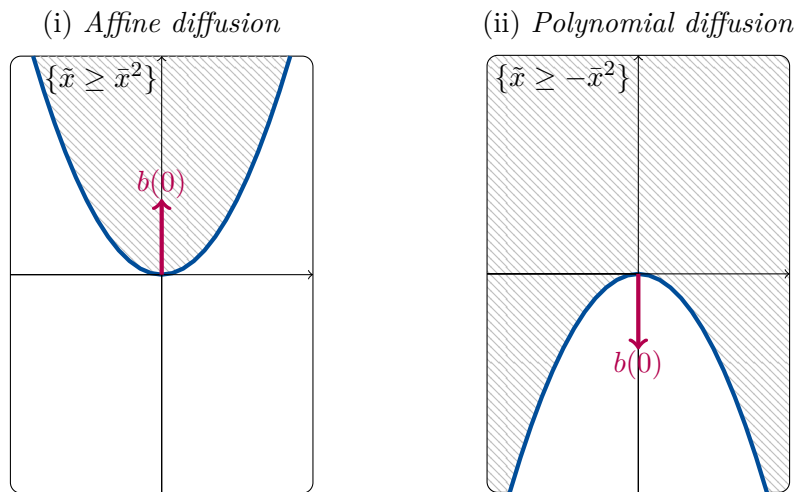 (i) Affine diffusion
(ii) Polynomial diffusion
{x̃ ≥ x̄²}
{x̃ ≥ −x̄²}
b(0)
b(0)